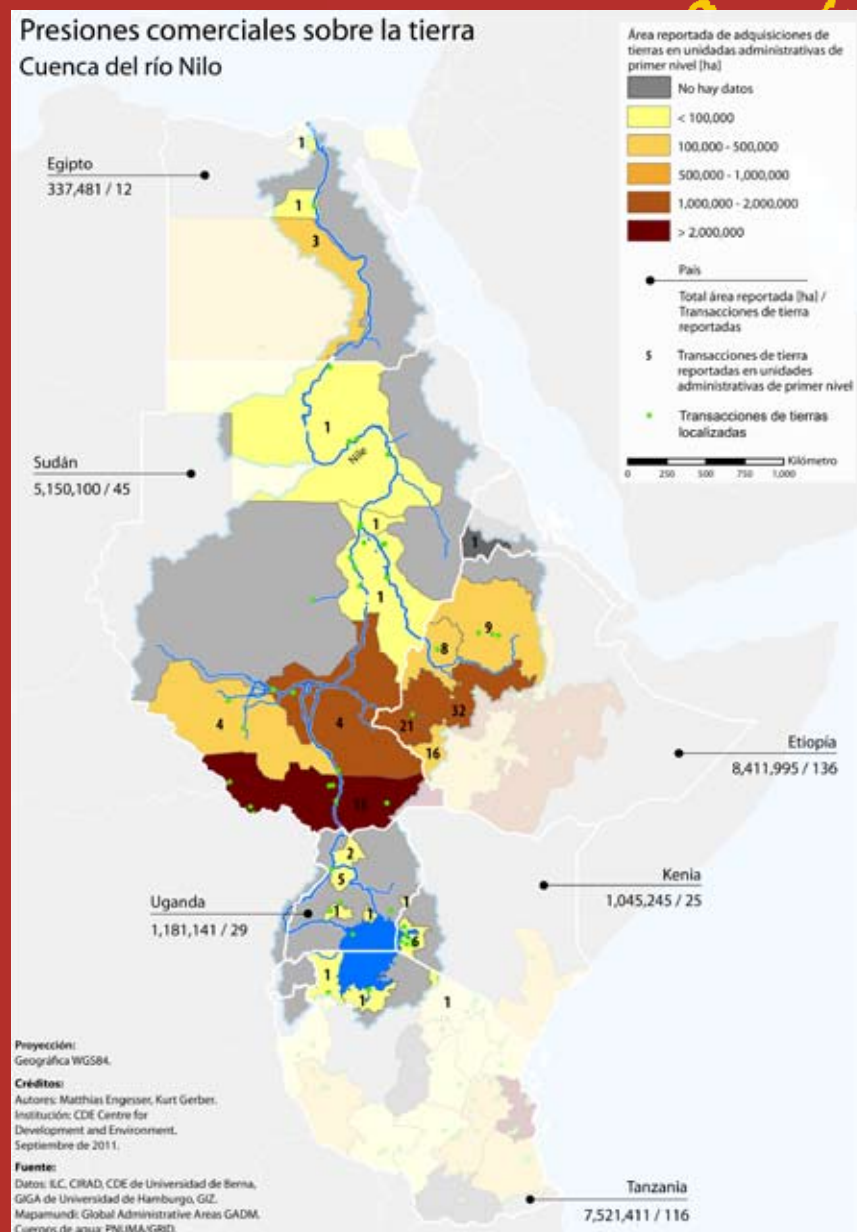 Presiones comerciales sobre la tierra
Cuenca del río Nilo
Área reportada de adquisiciones de
tierras en unidadas administrativas de
primer nivel [ha]
No hay datos
< 100,000
100,000 - 500,000
500,000 - 1,000,000
1,000,000 - 2,000,000
> 2,000,000
País
Total área reportada [ha] /
Transacciones de tierra
reportadas
5 Transacciones de tierra
reportadas en unidades
administrativas de primer nivel
Transacciones de tierras
localizadas
Kilómetro
0 250 500 750 1,000
Egipto
337,481 / 12
1
1
3
1
Nile
Sudán
5,150,100 / 45
1
1
1
9
8
4
4
21
32
16
Etiopía
8,411,995 / 136
2
5
Kenia
1,045,245 / 25
Uganda
1,181,141 / 29
1
1
1
6
1
1
1
Proyección:
Geográfica WGS84.
Créditos:
Autores: Matthias Engesser, Kurt Gerber.
Institución: CDE Centre for
Development and Environment.
Septiembre de 2011.
Fuente:
Datos: ILC, CIRAD, CDE de Universidad de Berna,
GIGA de Universidad de Hamburgo, GIZ.
Mapamundi: Global Administrative Areas GADM.
Cuerpos de agua: PNUMA/GRID.
Tanzania
7,521,411 / 116